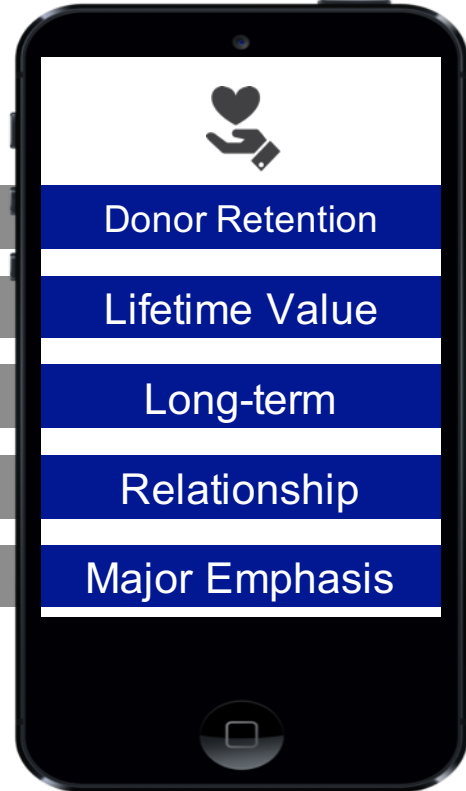 Donor Retention
Lifetime Value
Long-term
Relationship
Major Emphasis